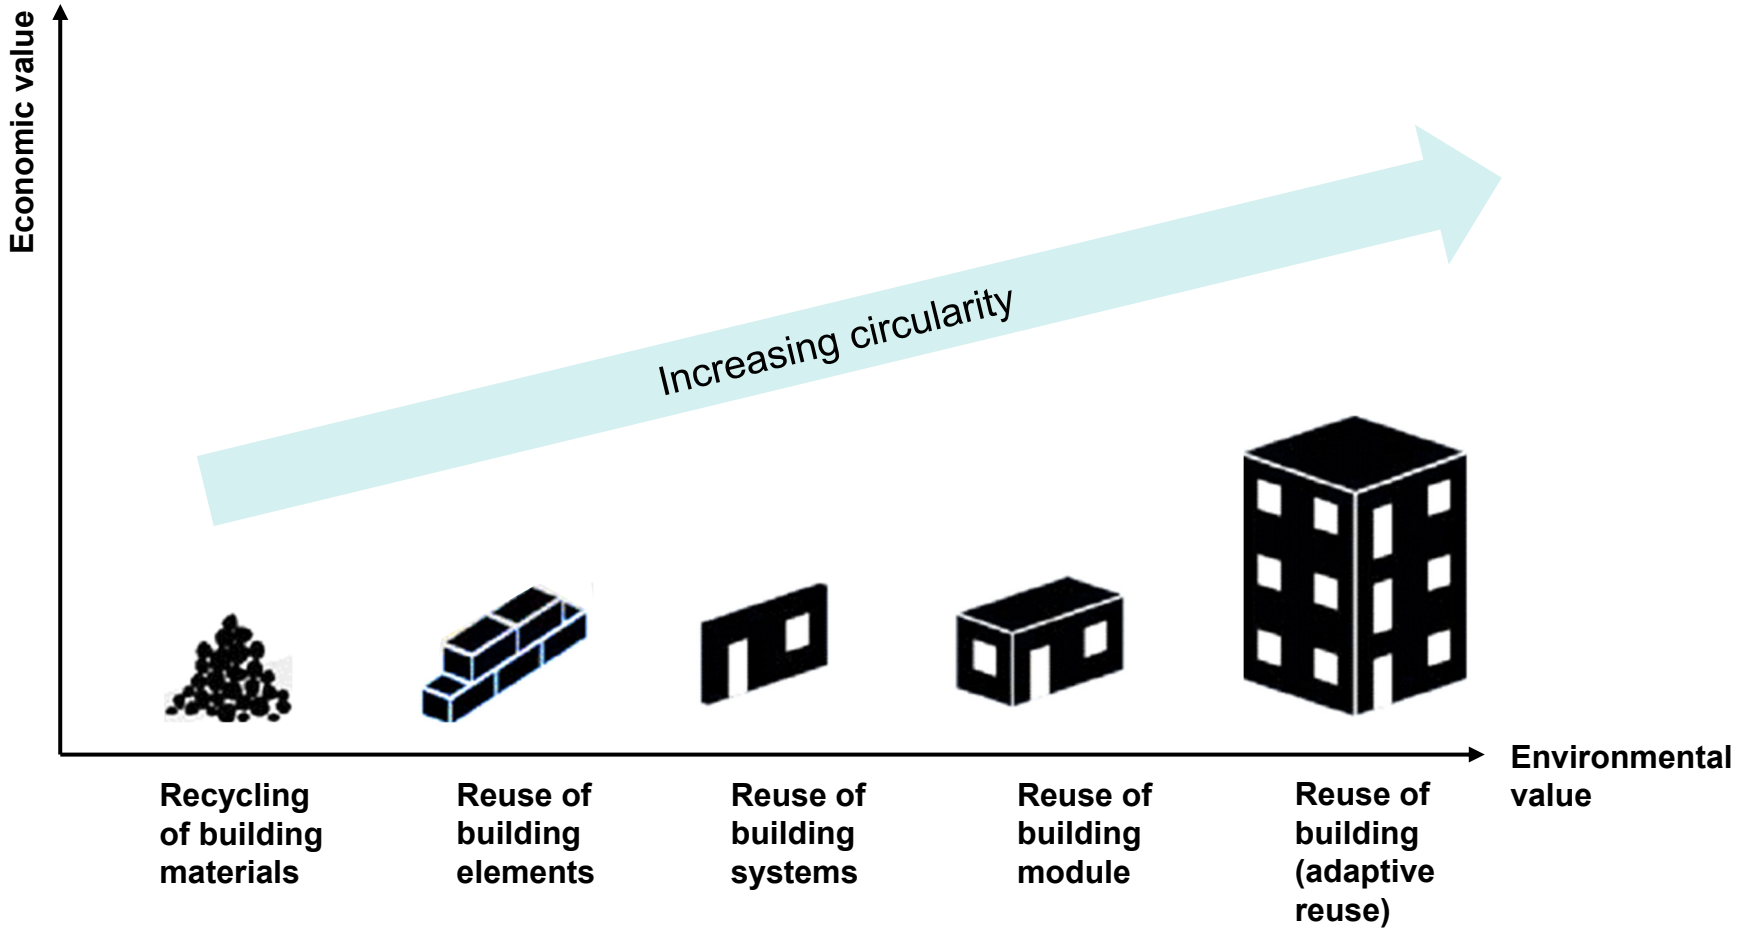 Economic value
Increasing circularity
Environmental
value
Recycling
of building
materials
Reuse of
building
elements
Reuse of
building
systems
Reuse of
building
module
Reuse of
building
(adaptive
reuse)